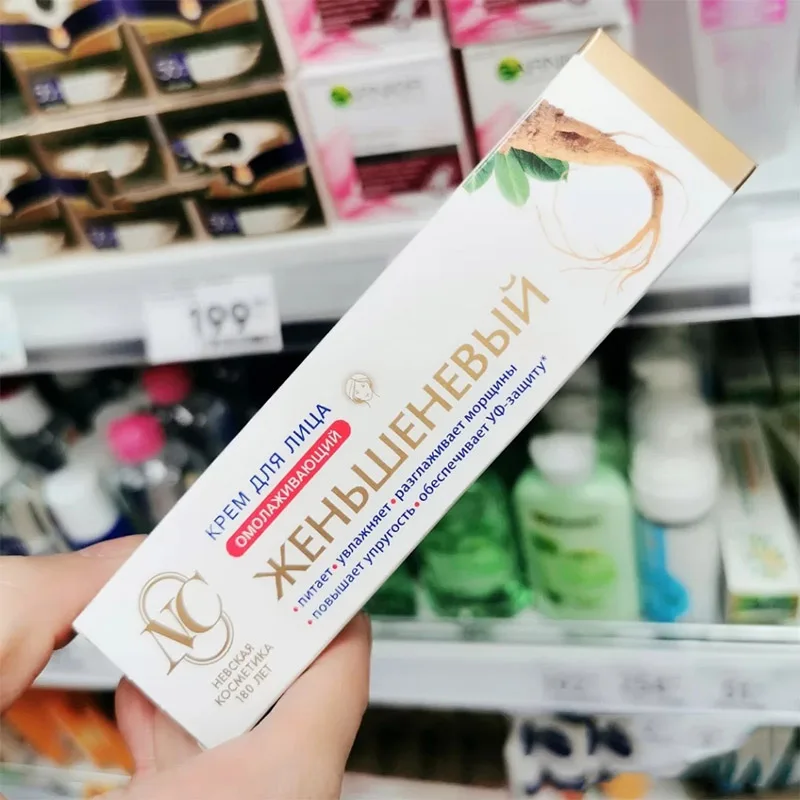 КРЕМ ДЛЯ ЛИЦА
ОМОЛАЖИВАЮЩИЙ
ЖЕНЬШЕНЕВЫЙ
• питает • увлажняет • разглаживает морщины
• повышает упругость • обеспечивает УФ-защиту*
NC
НЕВСКАЯ
КОСМЕТИКА
180 ЛЕТ
199
GARNIER